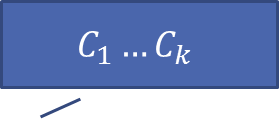 C₁ … Cₖ